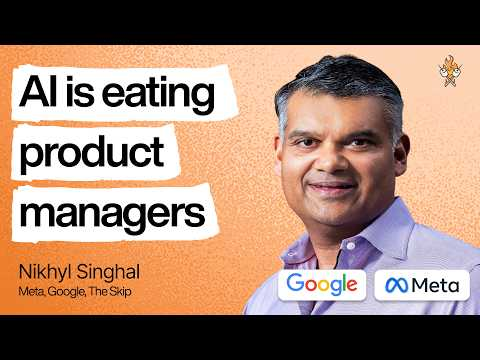 AI is eating
product
managers
Nikhyl Singhal
Meta, Google, The Skip
Google
Meta